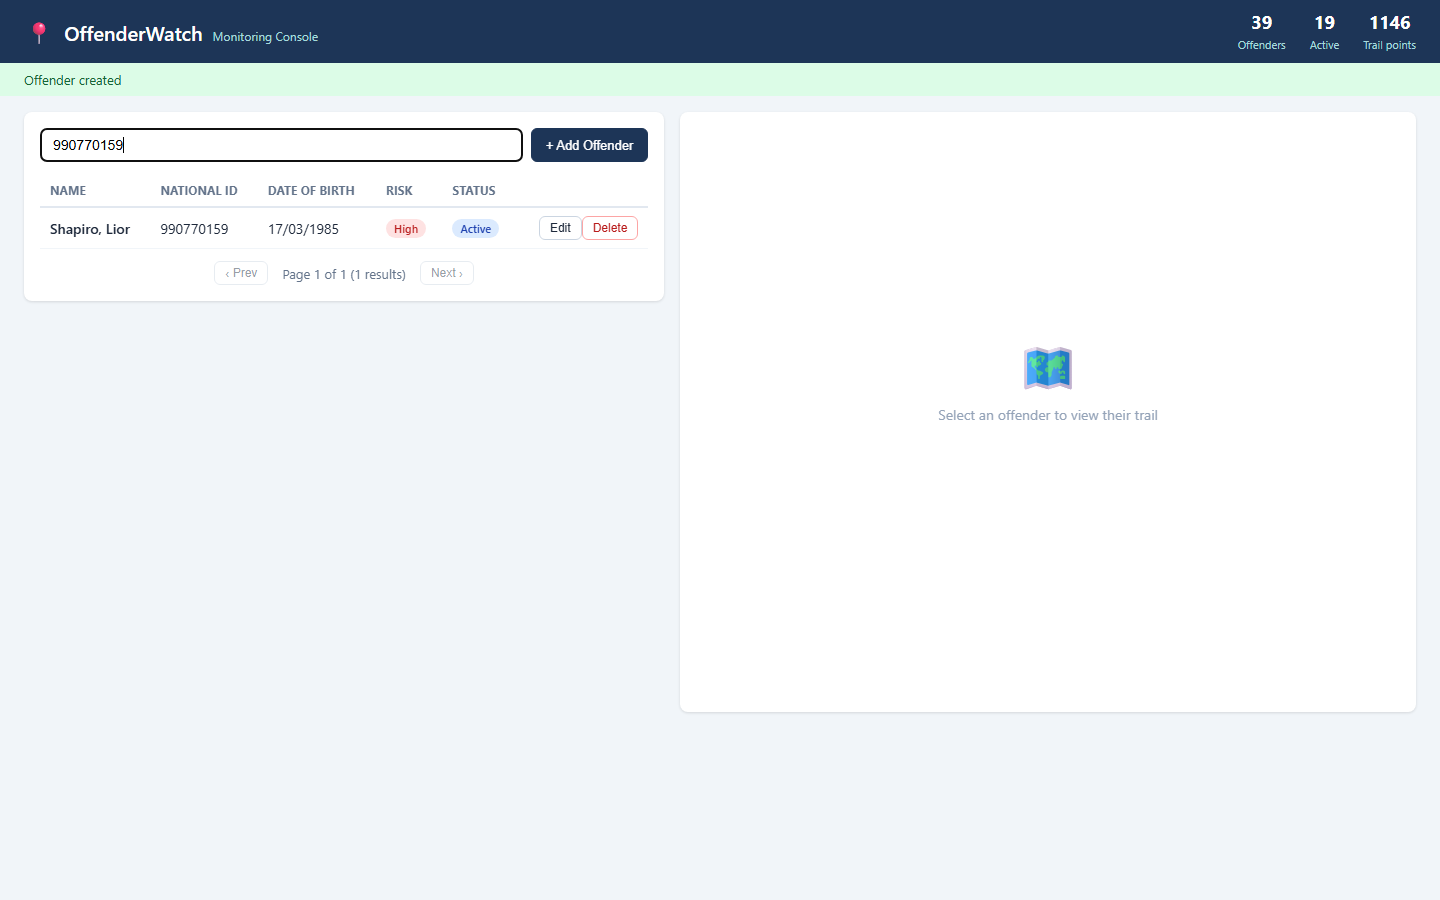 OffenderWatch Monitoring Console
39 Offenders
19 Active
1146 Trail points
Offender created
990770159
+ Add Offender
NAME NATIONAL ID DATE OF BIRTH RISK STATUS
Shapiro, Lior 990770159 17/03/1985 High Active Edit Delete
‹ Prev Page 1 of 1 (1 results) Next ›
Select an offender to view their trail